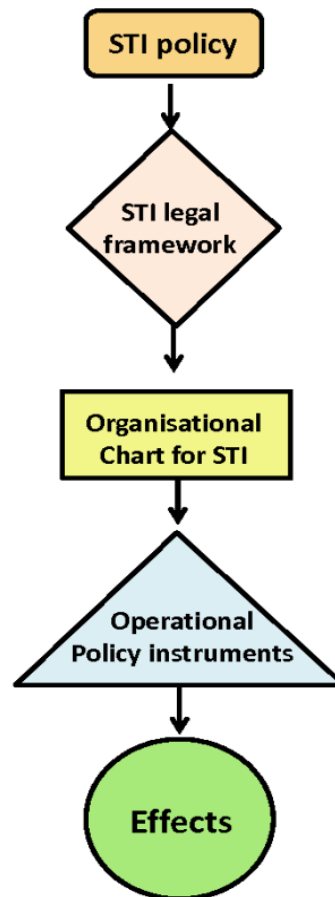 STI policy
STI legal
framework
Organisational
Chart for STI
Operational
Policy instruments
Effects